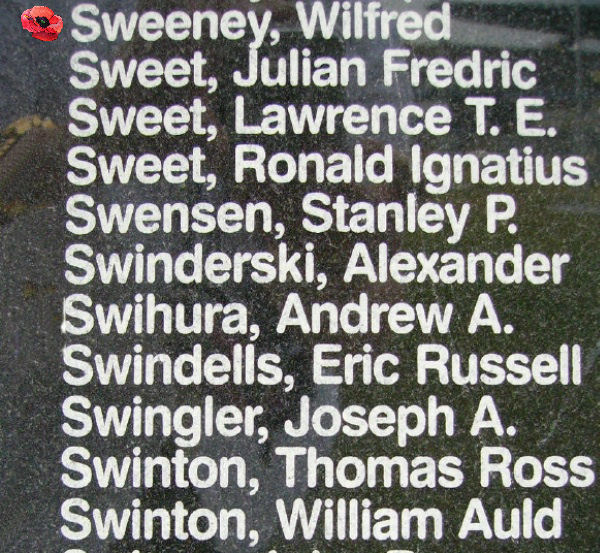 Sweeney, Wilfred
Sweet, Julian Fredric
Sweet, Lawrence T. E.
Sweet, Ronald Ignatius
Swensen, Stanley P.
Swinderski, Alexander
Swihura, Andrew A.
Swindells, Eric Russell
Swingler, Joseph A.
Swinton, Thomas Ross
Swinton, William Auld